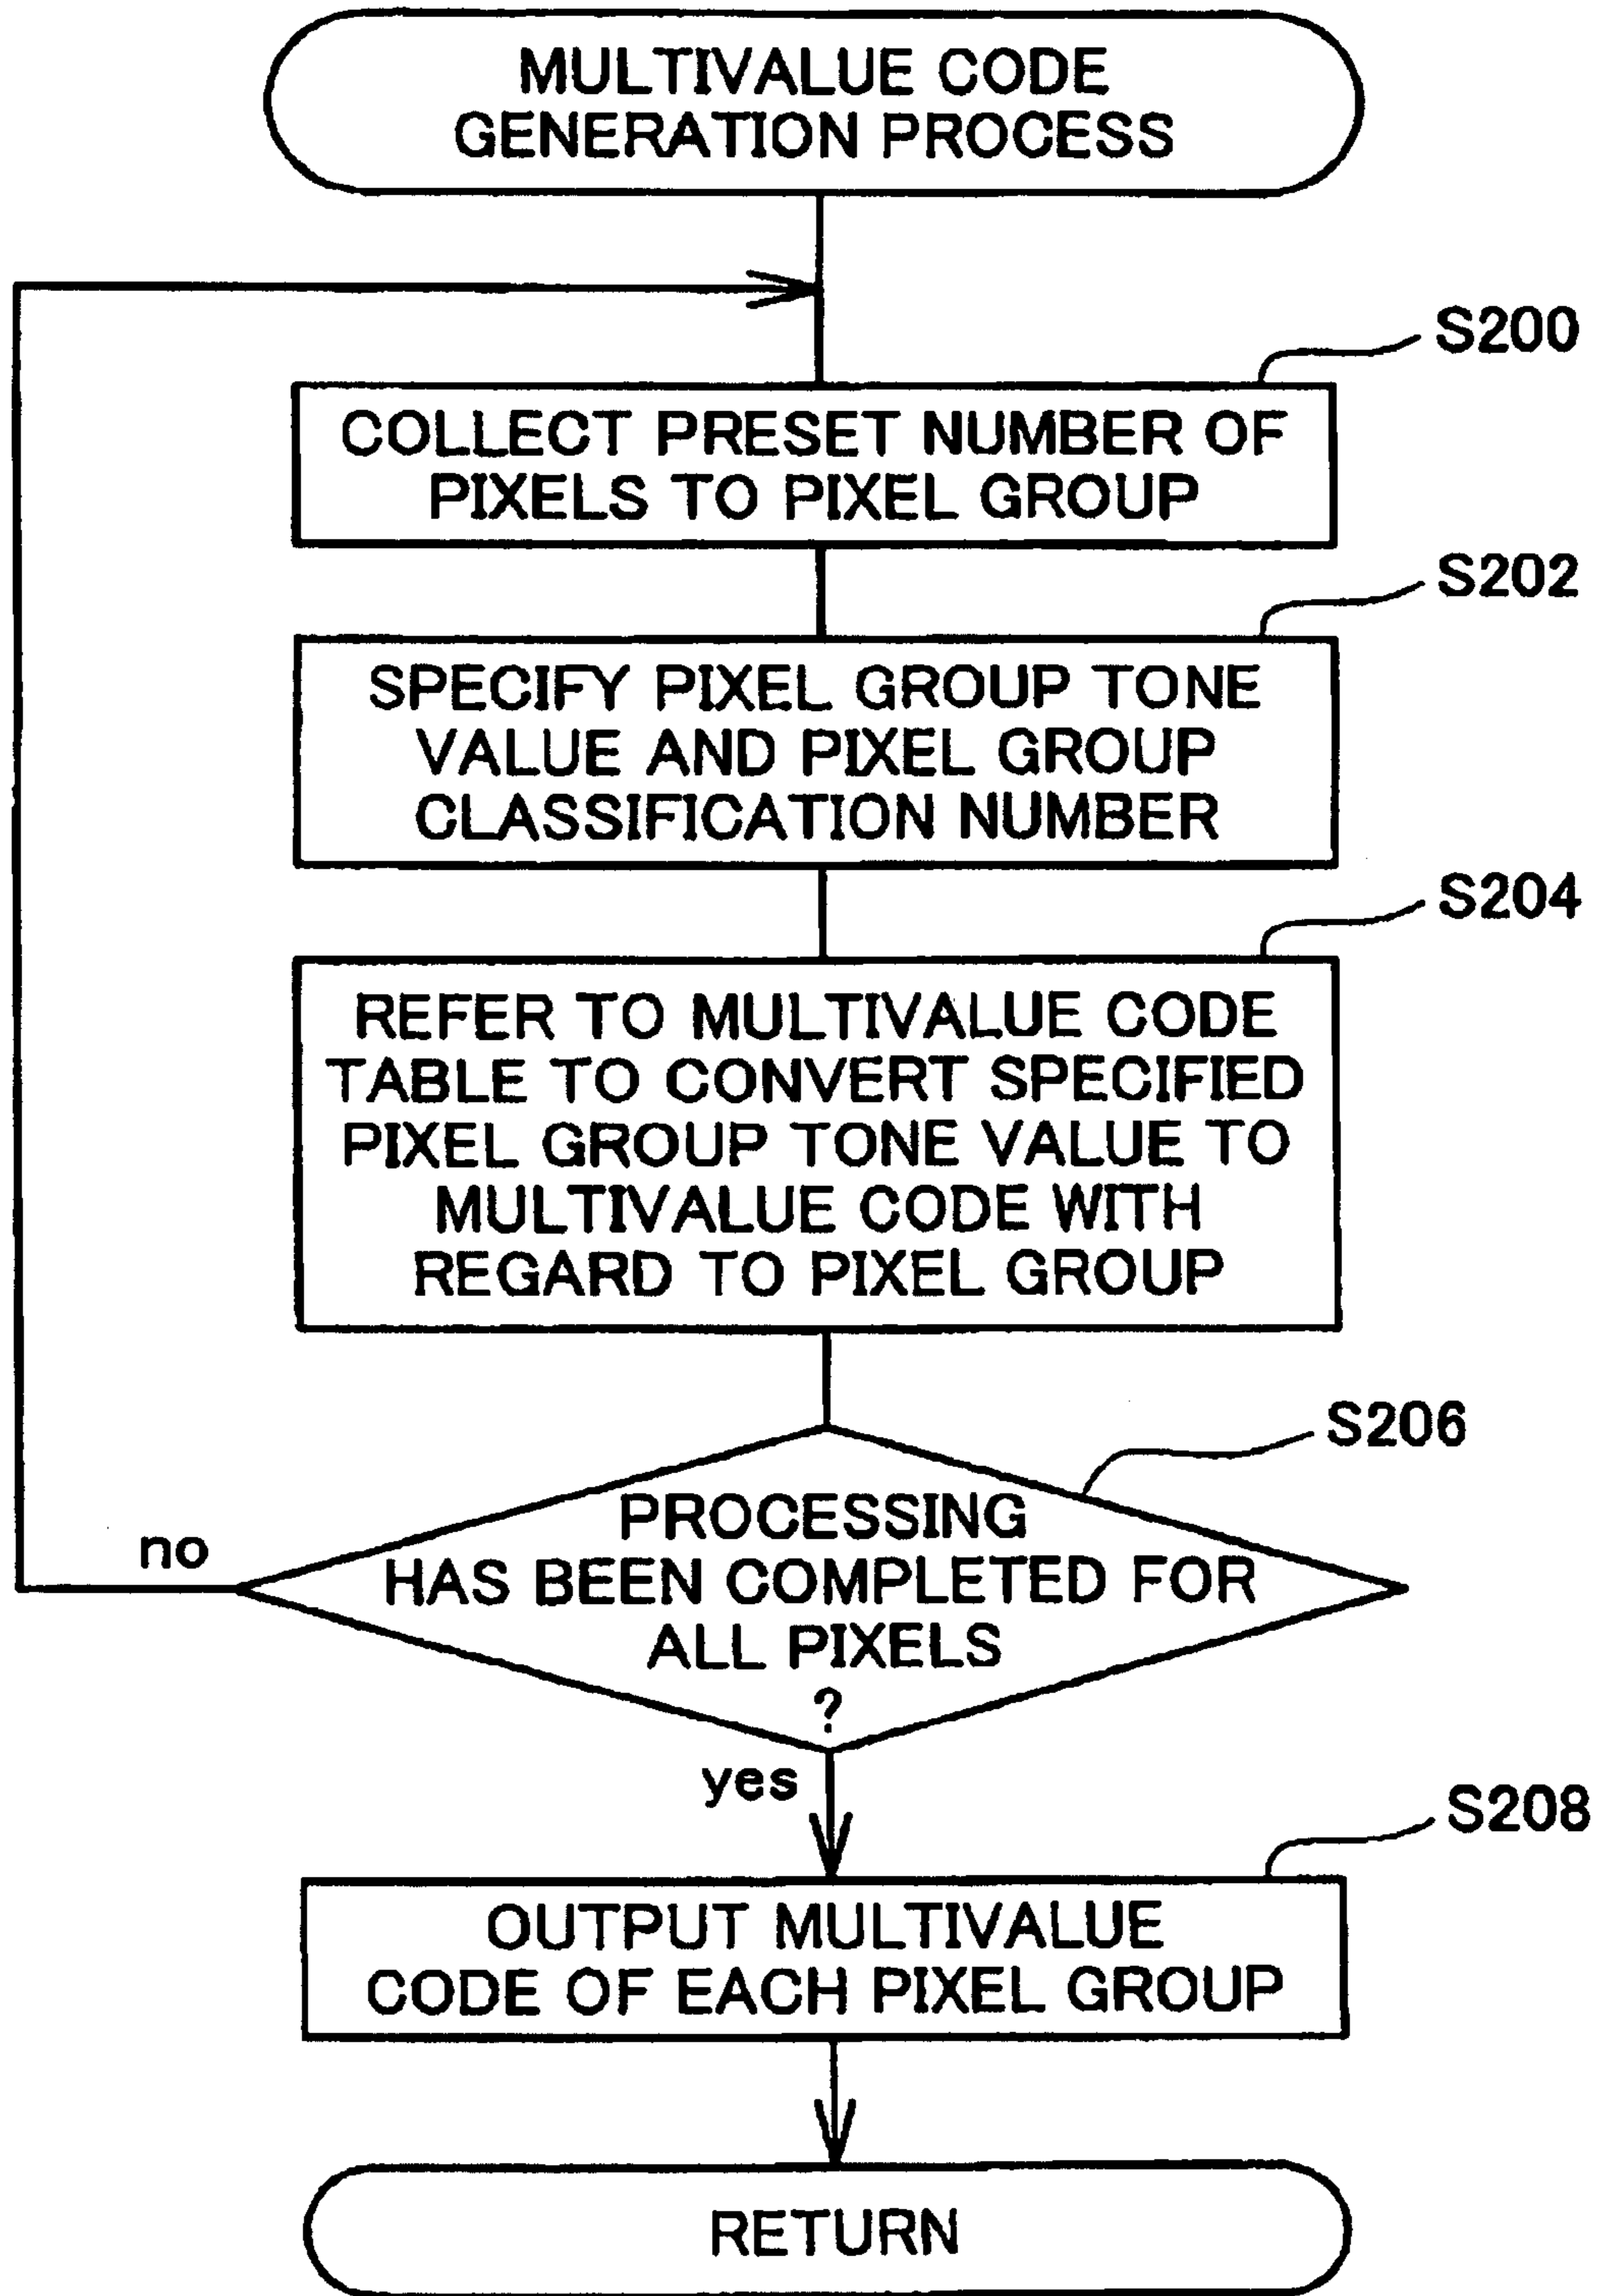 MULTIVALUE CODE
GENERATION PROCESS
S200
COLLECT PRESET NUMBER OF
PIXELS TO PIXEL GROUP
S202
SPECIFY PIXEL GROUP TONE
VALUE AND PIXEL GROUP
CLASSIFICATION NUMBER
S204
REFER TO MULTIVALUE CODE
TABLE TO CONVERT SPECIFIED
PIXEL GROUP TONE VALUE TO
MULTIVALUE CODE WITH
REGARD TO PIXEL GROUP
S206
PROCESSING
HAS BEEN COMPLETED FOR
ALL PIXELS
?
no
yes
S208
OUTPUT MULTIVALUE
CODE OF EACH PIXEL GROUP
RETURN